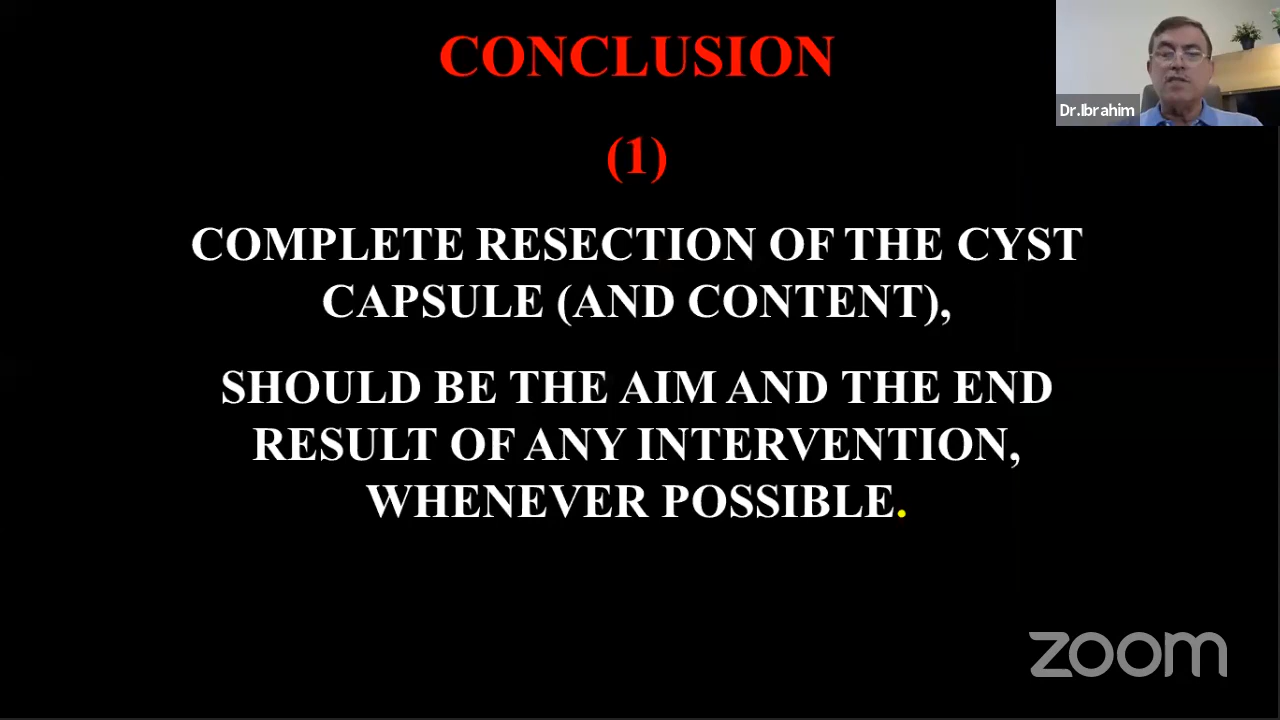 CONCLUSION
Dr.Ibrahim
(1)
COMPLETE RESECTION OF THE CYST
CAPSULE (AND CONTENT),
SHOULD BE THE AIM AND THE END
RESULT OF ANY INTERVENTION,
WHENEVER POSSIBLE.
zoom